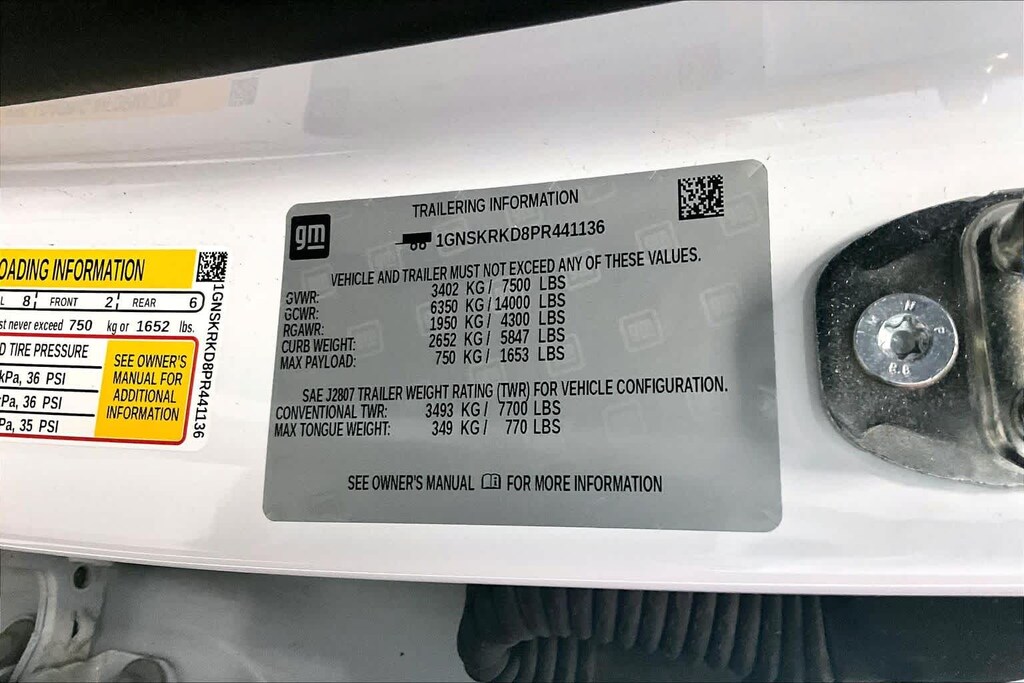 OADING INFORMATION
L 8 FRONT 2 REAR 6
st never exceed 750 kg or 1652 lbs.
D TIRE PRESSURE
kPa, 36 PSI
Pa, 36 PSI
Pa, 35 PSI
SEE OWNER'S
MANUAL FOR
ADDITIONAL
INFORMATION
1GNSKRKD8PR441136
gm
TRAILERING INFORMATION
1GNSKRKD8PR441136
VEHICLE AND TRAILER MUST NOT EXCEED ANY OF THESE VALUES.
GVWR: 3402 KG / 7500 LBS
GCWR: 6350 KG / 14000 LBS
RGAWR: 1950 KG / 4300 LBS
CURB WEIGHT: 2652 KG / 5847 LBS
MAX PAYLOAD: 750 KG / 1653 LBS
SAE J2807 TRAILER WEIGHT RATING (TWR) FOR VEHICLE CONFIGURATION.
CONVENTIONAL TWR: 3493 KG / 7700 LBS
MAX TONGUE WEIGHT: 349 KG / 770 LBS
SEE OWNER'S MANUAL FOR MORE INFORMATION
8.8